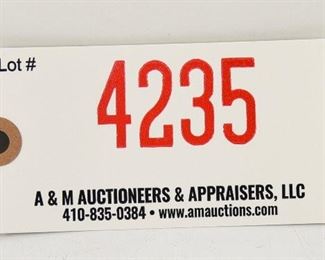 Lot #
4235
A & M AUCTIONEERS & APPRAISERS, LLC
410-835-0384 • www.amauctions.com